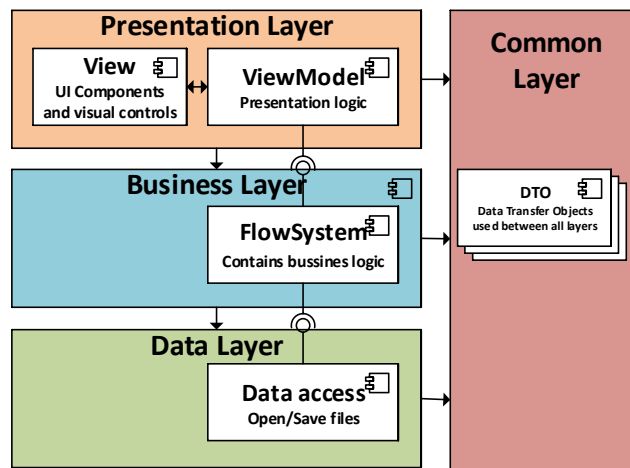 Presentation Layer
View
UI Components
and visual controls
ViewModel
Presentation logic
Common
Layer
Business Layer
FlowSystem
Contains bussines logic
DTO
Data Transfer Objects
used between all layers
Data Layer
Data access
Open/Save files